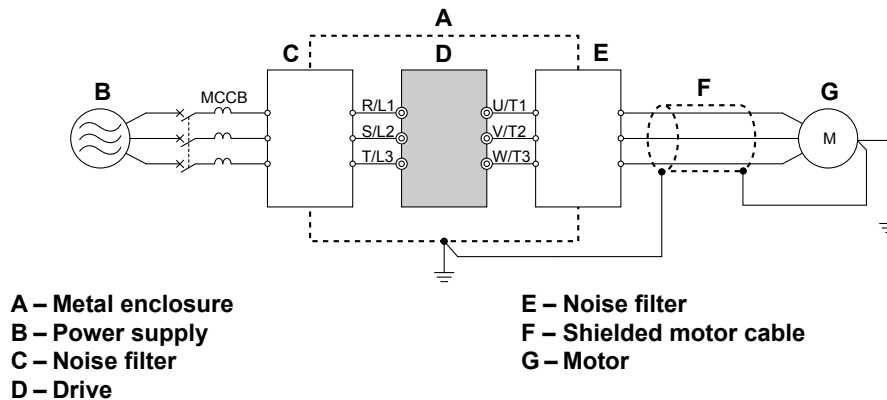 A
C
D
E
B
MCCB
F
G
R/L1
U/T1
S/L2
V/T2
M
T/L3
W/T3
A – Metal enclosure
B – Power supply
C – Noise filter
D – Drive
E – Noise filter
F – Shielded motor cable
G – Motor